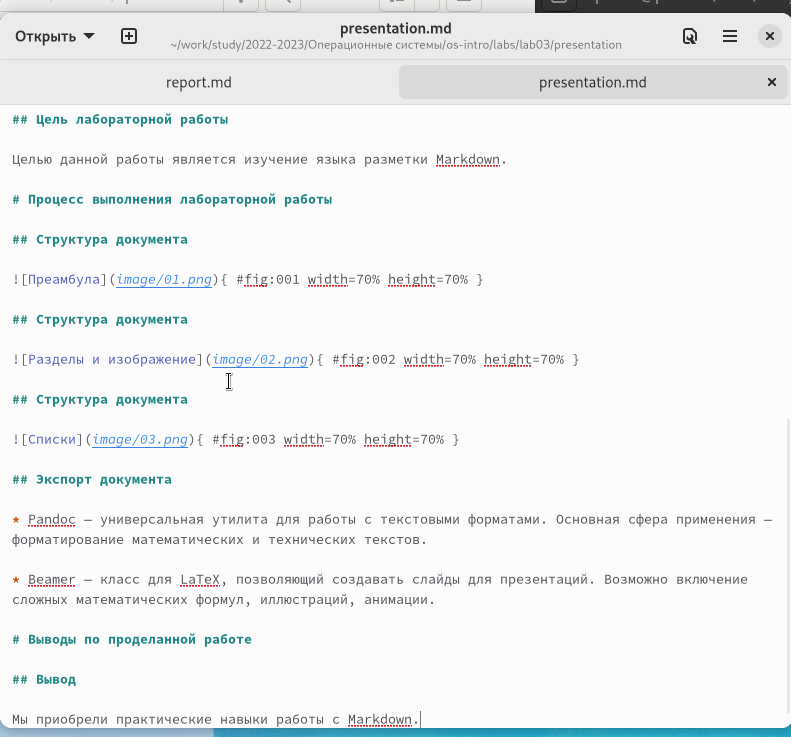 Открыть
presentation.md
~/work/study/2022-2023/Операционные системы/os-intro/labs/lab03/presentation
report.md
presentation.md
## Цель лабораторной работы
Целью данной работы является изучение языка разметки Markdown.
# Процесс выполнения лабораторной работы
## Структура документа
![Преамбула](image/01.png){ #fig:001 width=70% height=70% }
## Структура документа
![Разделы и изображение](image/02.png){ #fig:002 width=70% height=70% }
## Структура документа
![Списки](image/03.png){ #fig:003 width=70% height=70% }
## Экспорт документа
* Pandoc — универсальная утилита для работы с текстовыми форматами. Основная сфера применения —
форматирование математических и технических текстов.
* Beamer — класс для LaTeX, позволяющий создавать слайды для презентаций. Возможно включение
сложных математических формул, иллюстраций, анимации.
# Выводы по проделанной работе
## Вывод
Мы приобрели практические навыки работы с Markdown.